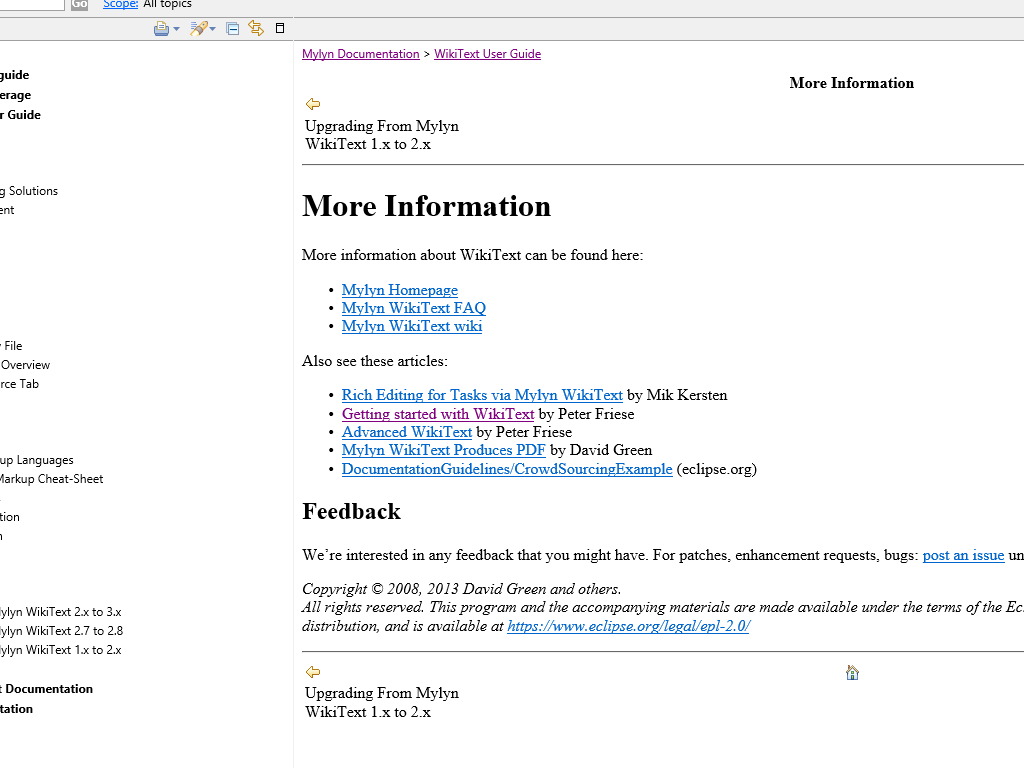 Go Scope: All topics
guide
erage
r Guide
g Solutions
ent
File
Overview
rce Tab
up Languages
Markup Cheat-Sheet
tion
n
ylyn WikiText 2.x to 3.x
ylyn WikiText 2.7 to 2.8
ylyn WikiText 1.x to 2.x
t Documentation
tation
Mylyn Documentation > WikiText User Guide
More Information
Upgrading From Mylyn
WikiText 1.x to 2.x
More Information
More information about WikiText can be found here:
• Mylyn Homepage
• Mylyn WikiText FAQ
• Mylyn WikiText wiki
Also see these articles:
• Rich Editing for Tasks via Mylyn WikiText by Mik Kersten
• Getting started with WikiText by Peter Friese
• Advanced WikiText by Peter Friese
• Mylyn WikiText Produces PDF by David Green
• DocumentationGuidelines/CrowdSourcingExample (eclipse.org)
Feedback
We’re interested in any feedback that you might have. For patches, enhancement requests, bugs: post an issue un
Copyright © 2008, 2013 David Green and others.
All rights reserved. This program and the accompanying materials are made available under the terms of the Ecl
distribution, and is available at https://www.eclipse.org/legal/epl-2.0/
Upgrading From Mylyn
WikiText 1.x to 2.x